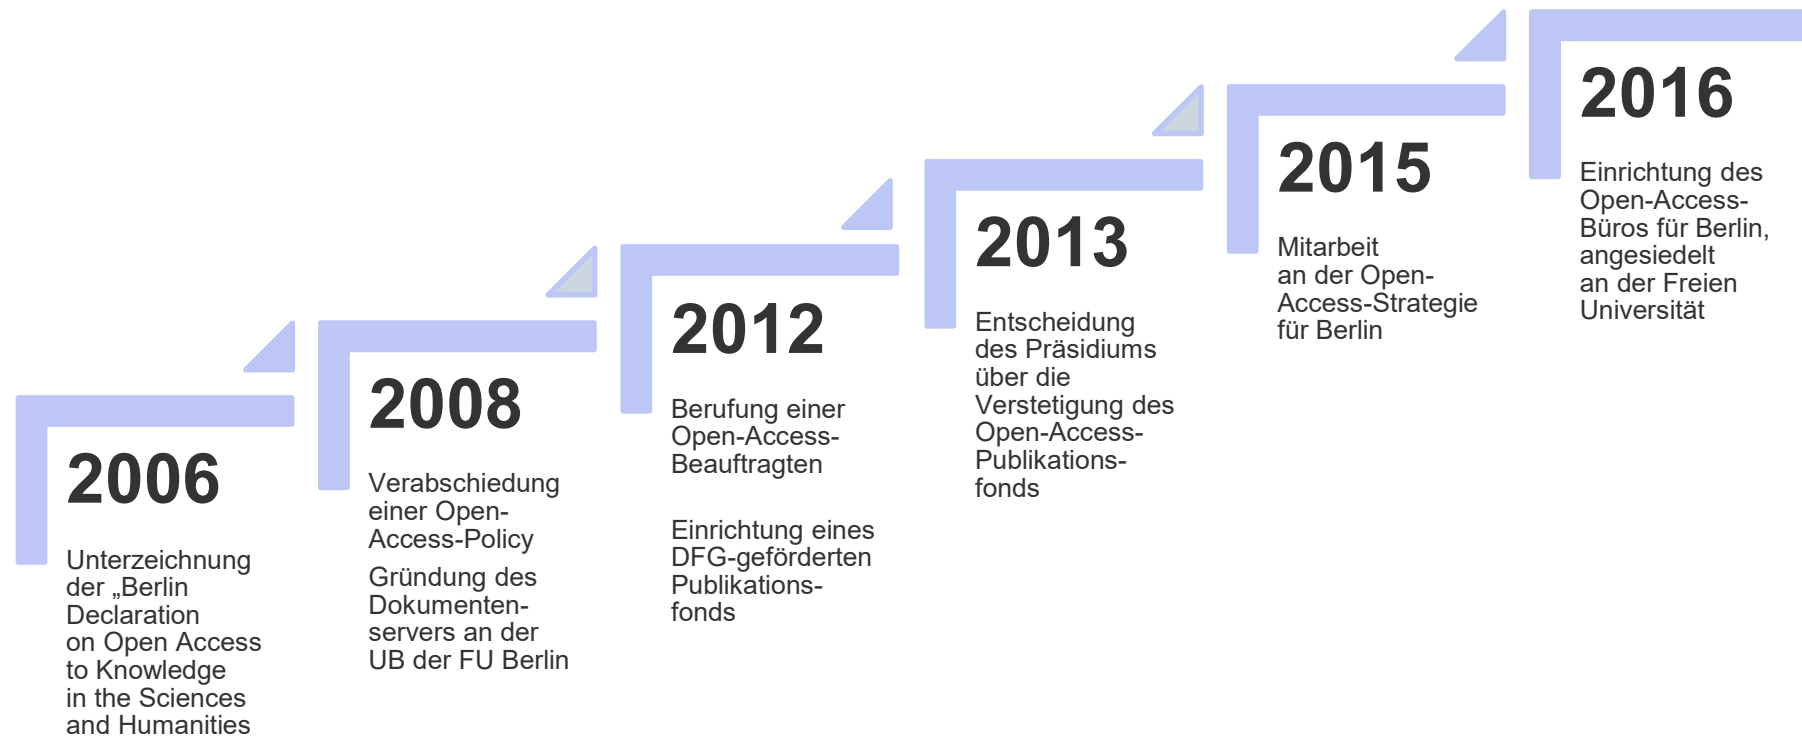 2006
Unterzeichnung
der „Berlin
Declaration
on Open Access
to Knowledge
in the Sciences
and Humanities
2008
Verabschiedung
einer Open-
Access-Policy
Gründung des
Dokumenten-
servers an der
UB der FU Berlin
2012
Berufung einer
Open-Access-
Beauftragten
Einrichtung eines
DFG-geförderten
Publikations-
fonds
2013
Entscheidung
des Präsidiums
über die
Verstetigung des
Open-Access-
Publikations-
fonds
2015
Mitarbeit
an der Open-
Access-Strategie
für Berlin
2016
Einrichtung des
Open-Access-
Büros für Berlin,
angesiedelt
an der Freien
Universität